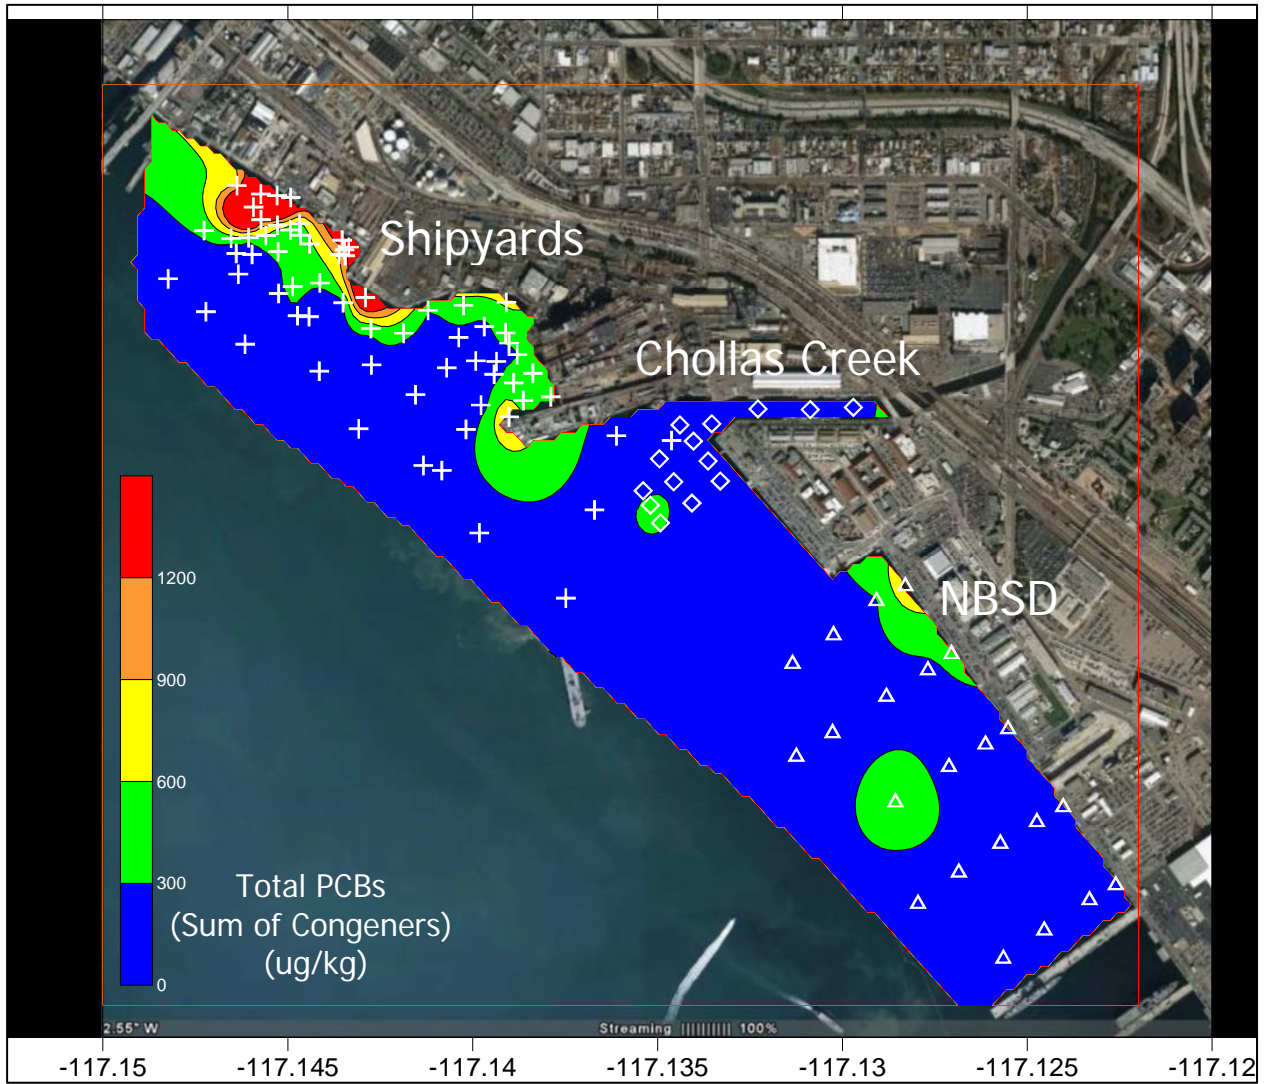 Shipyards
Chollas Creek
NBSD
1200
900
600
300
0
Total PCBs
(Sum of Congeners)
(ug/kg)
2.55° W
Streaming |||||||||| 100%
-117.15 -117.145 -117.14 -117.135 -117.13 -117.125 -117.12